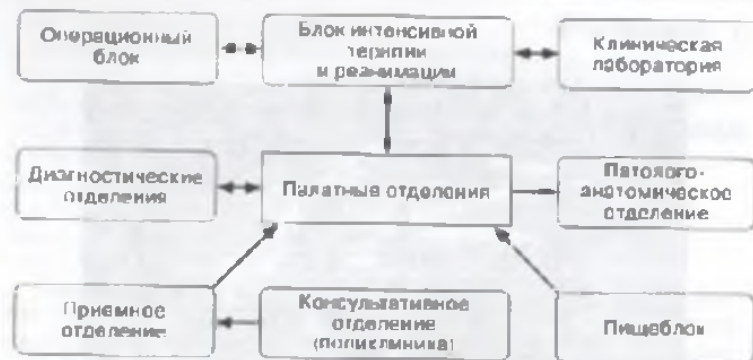 Операционный
блок
Блок интенсивной
терапии
и реанимации
Клиническая
лаборатория
Диагностические
отделения
Палатные отделения
Патолого-
анатомическое
отделение
Приемное
отделение
Консультативное
отделение
(поликлиника)
Пищеблок